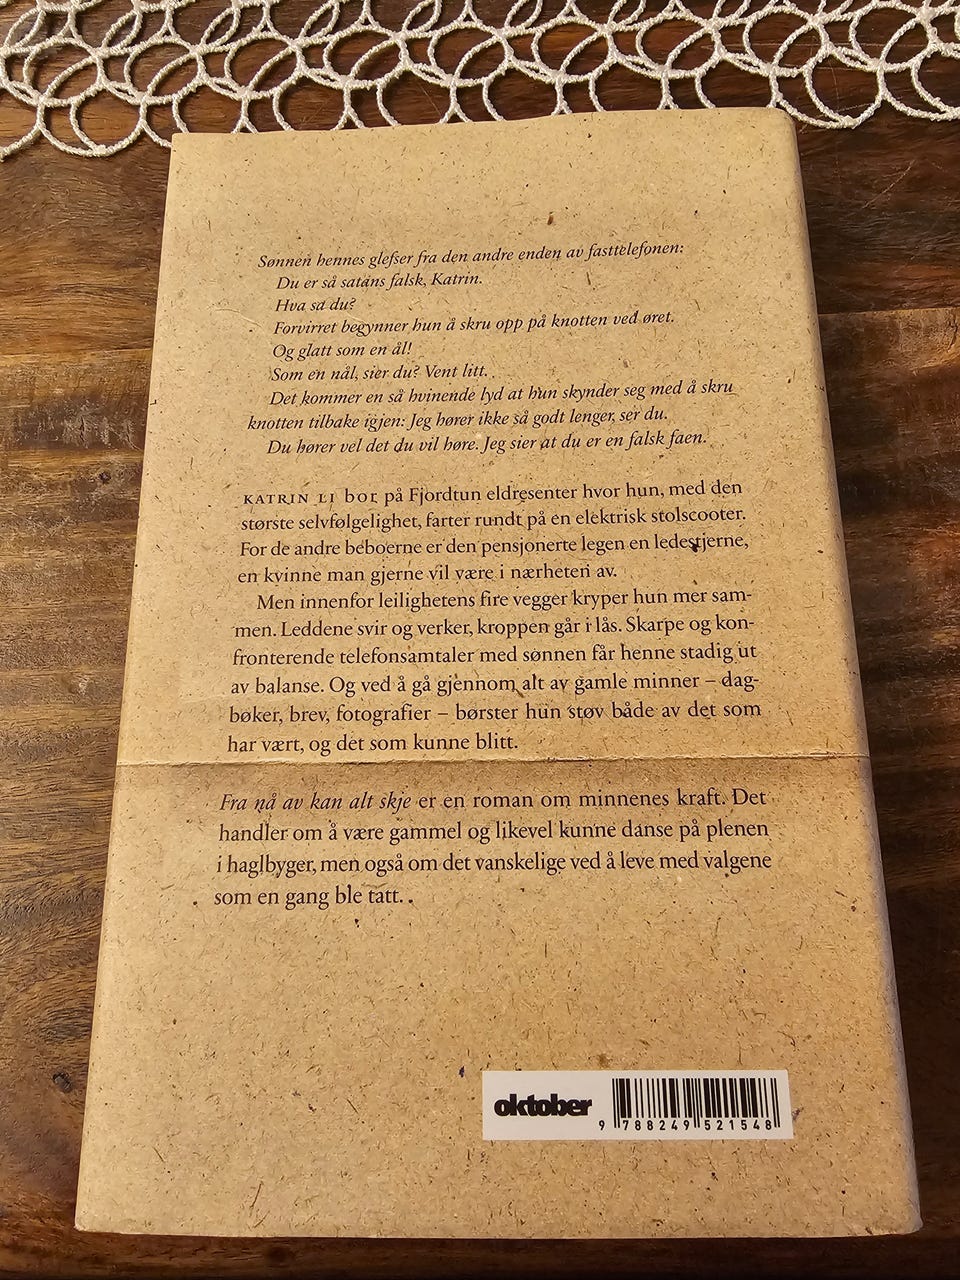 Sønnen hennes glefser fra den andre enden av fasttelefonen:
Du er så satans falsk, Katrin.
Hva sa du?
Forvirret begynner hun å skru opp på knotten ved øret.
Og glatt som en ål!
Som en nål, sier du? Vent litt.
Det kommer en så hvinende lyd at hun skynder seg med å skru
knotten tilbake igjen: Jeg hører ikke så godt lenger, ser du.
Du hører vel det du vil høre. Jeg sier at du er en falsk faen.
KATRIN LI bor på Fjordtun eldresenter hvor hun, med den
største selvfølgelighet, farter rundt på en elektrisk stolscooter.
For de andre beboerne er den pensjonerte legen en ledestjerne,
en kvinne man gjerne vil være i nærheten av.
Men innenfor leilighetens fire vegger kryper hun mer sam-
men. Leddene svir og verker, kroppen går i lås. Skarpe og kon-
fronterende telefonsamtaler med sønnen får henne stadig ut
av balanse. Og ved å gå gjennom alt av gamle minner – dag-
bøker, brev, fotografier – børster hun støv både av det som
har vært, og det som kunne blitt.
Fra nå av kan alt skje er en roman om minnenes kraft. Det
handler om å være gammel og likevel kunne danse på plenen
i haglbyger, men også om det vanskelige ved å leve med valgene
som en gang ble tatt.
oktober
9 788249 521548